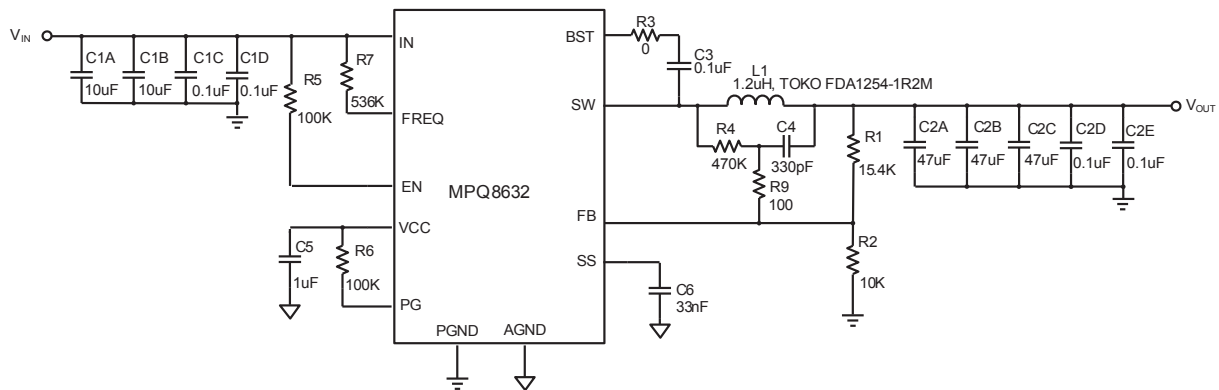 VIN
C1A
10uF
C1B
10uF
C1C
0.1uF
C1D
0.1uF
R5
100K
R7
536K
IN
FREQ
EN
VCC
PG
MPQ8632
PGND
AGND
BST
SW
FB
SS
C5
1uF
R6
100K
R3
0
C3
0.1uF
L1
1.2uH, TOKO FDA1254-1R2M
R4
470K
C4
330pF
R9
100
R1
15.4K
R2
10K
C6
33nF
C2A
47uF
C2B
47uF
C2C
47uF
C2D
0.1uF
C2E
0.1uF
VOUT